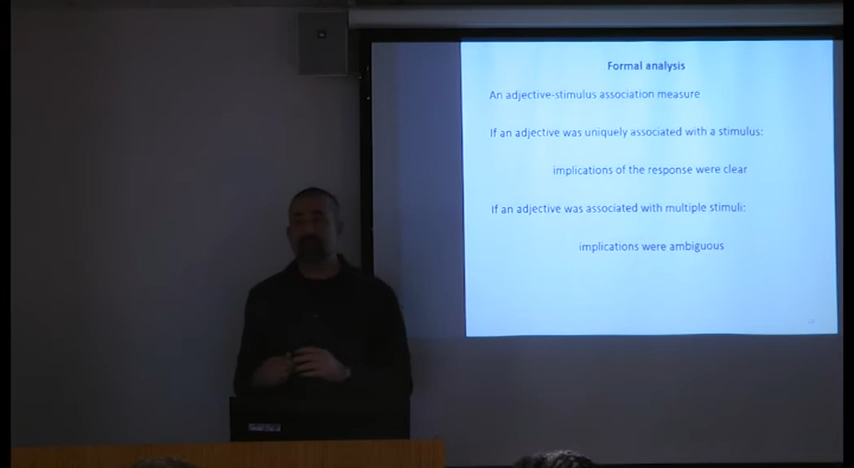 Formal analysis
An adjective-stimulus association measure
If an adjective was uniquely associated with a stimulus:
implications of the response were clear
If an adjective was associated with multiple stimuli:
implications were ambiguous